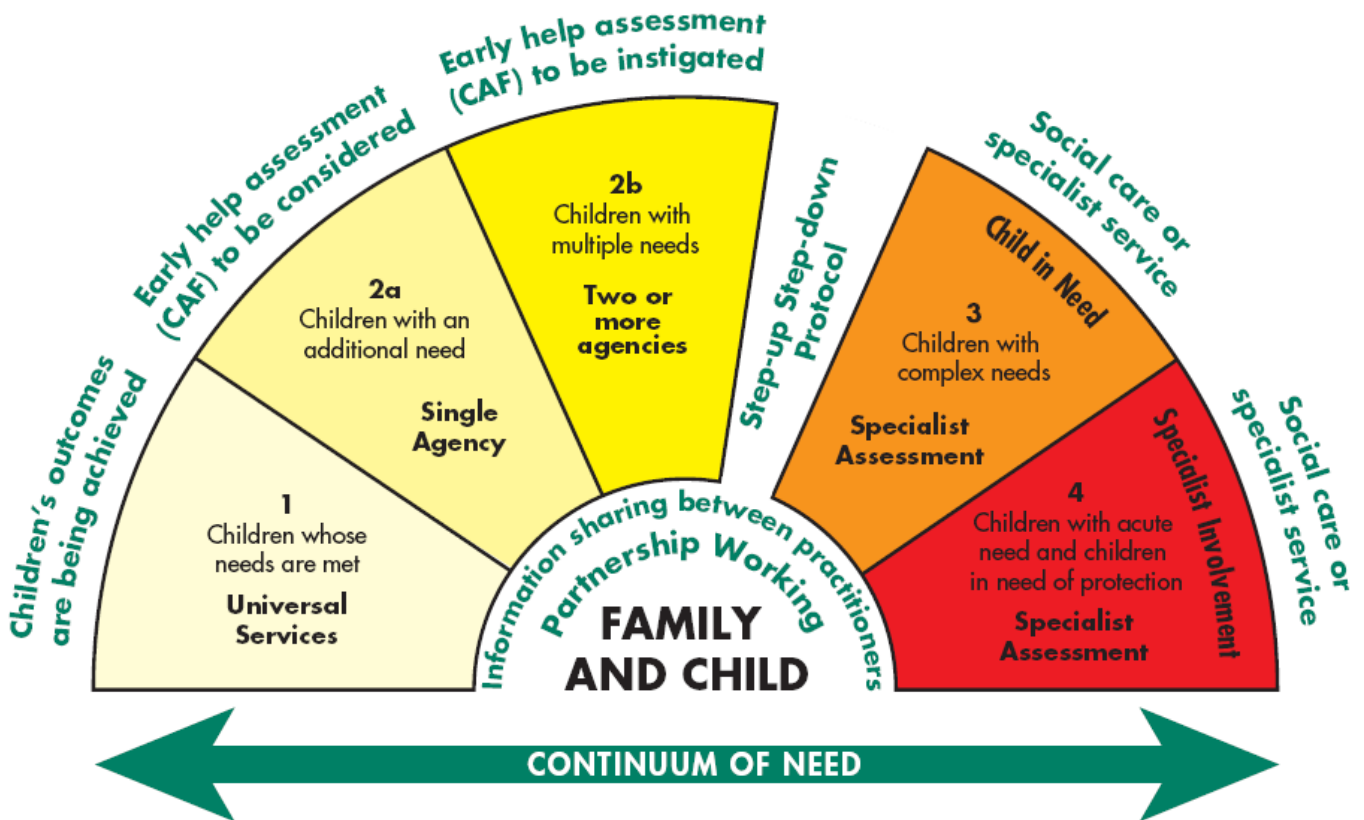 Children's outcomes
are being achieved
Early help assessment
(CAF) to be considered
Early help assessment
(CAF) to be instigated
Step-up Step-down
Protocol
Social care or
specialist service
Social care or
specialist service
1
Children whose
needs are met
Universal
Services
2a
Children with an
additional need
Single
Agency
2b
Children with
multiple needs
Two or
more
agencies
Child in Need
3
Children with
complex needs
Specialist
Assessment
Specialist Involvement
4
Children with acute
need and children
in need of protection
Specialist
Assessment
Information sharing between practitioners
Partnership Working
FAMILY
AND CHILD
CONTINUUM OF NEED